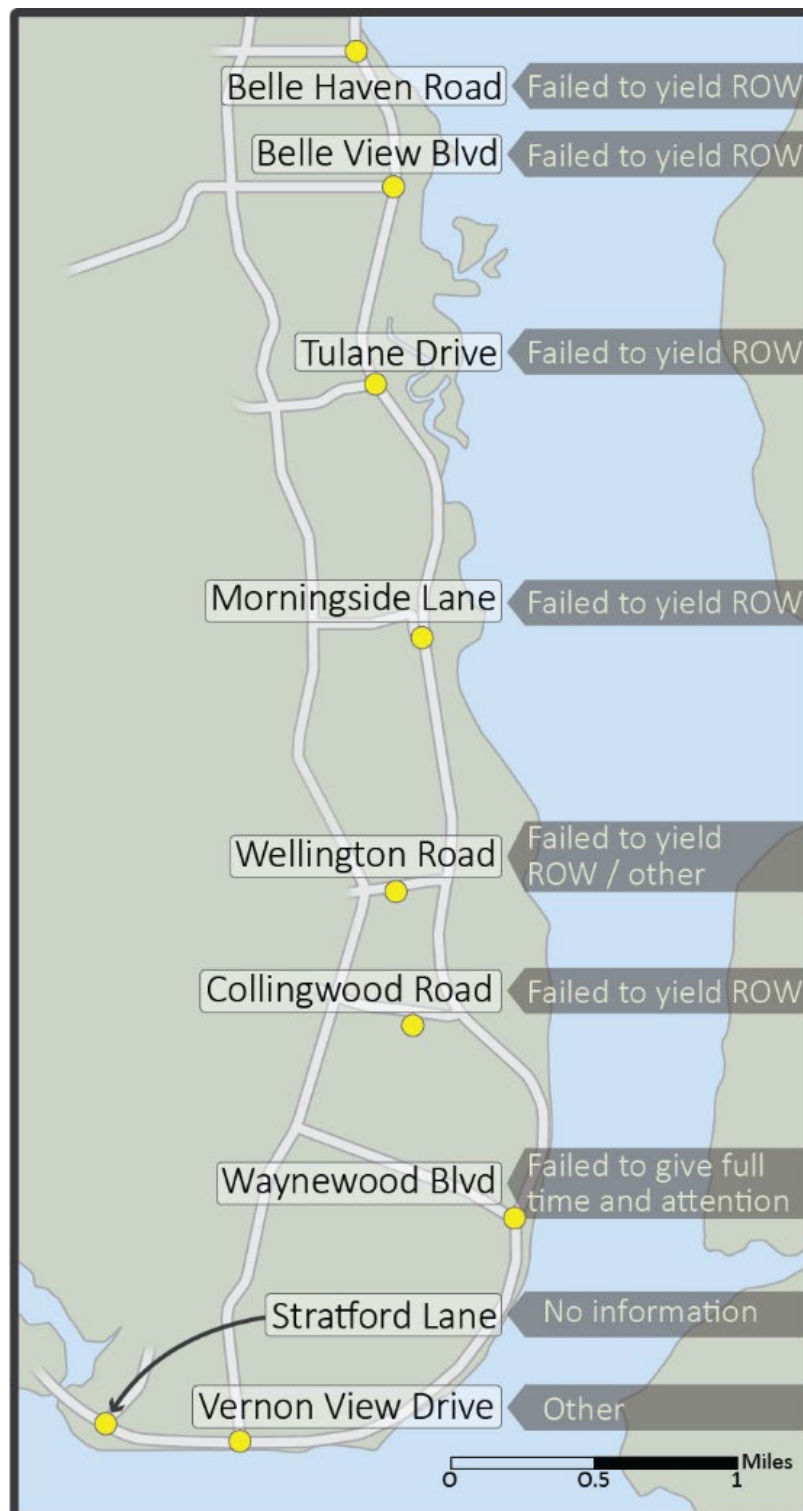 Belle Haven Road
Failed to yield ROW
Belle View Blvd
Failed to yield ROW
Tulane Drive
Failed to yield ROW
Morningside Lane
Failed to yield ROW
Wellington Road
Failed to yield
ROW / other
Collingwood Road
Failed to yield ROW
Waynewood Blvd
Failed to give full
time and attention
Stratford Lane
No information
Vernon View Drive
Other
Miles
0 0.5 1